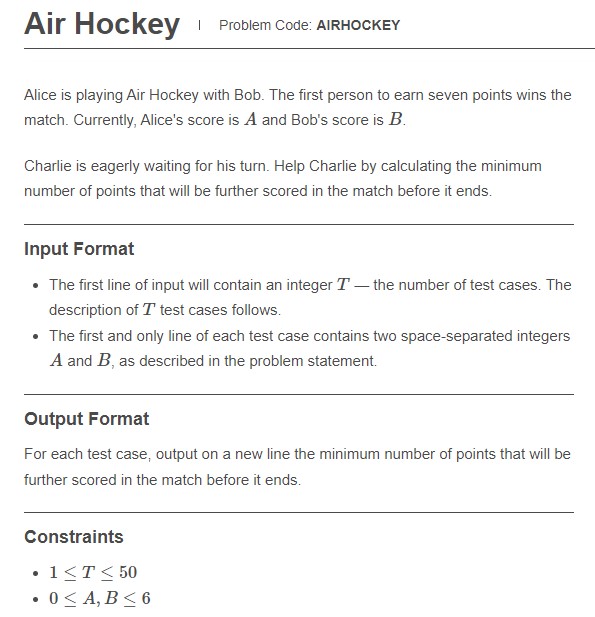 Air Hockey | Problem Code: AIRHOCKEY
Alice is playing Air Hockey with Bob. The first person to earn seven points wins the
match. Currently, Alice's score is A and Bob's score is B.
Charlie is eagerly waiting for his turn. Help Charlie by calculating the minimum
number of points that will be further scored in the match before it ends.
Input Format
• The first line of input will contain an integer T — the number of test cases. The
description of T test cases follows.
• The first and only line of each test case contains two space-separated integers
A and B, as described in the problem statement.
Output Format
For each test case, output on a new line the minimum number of points that will be
further scored in the match before it ends.
Constraints
• 1 ≤ T ≤ 50
• 0 ≤ A, B ≤ 6